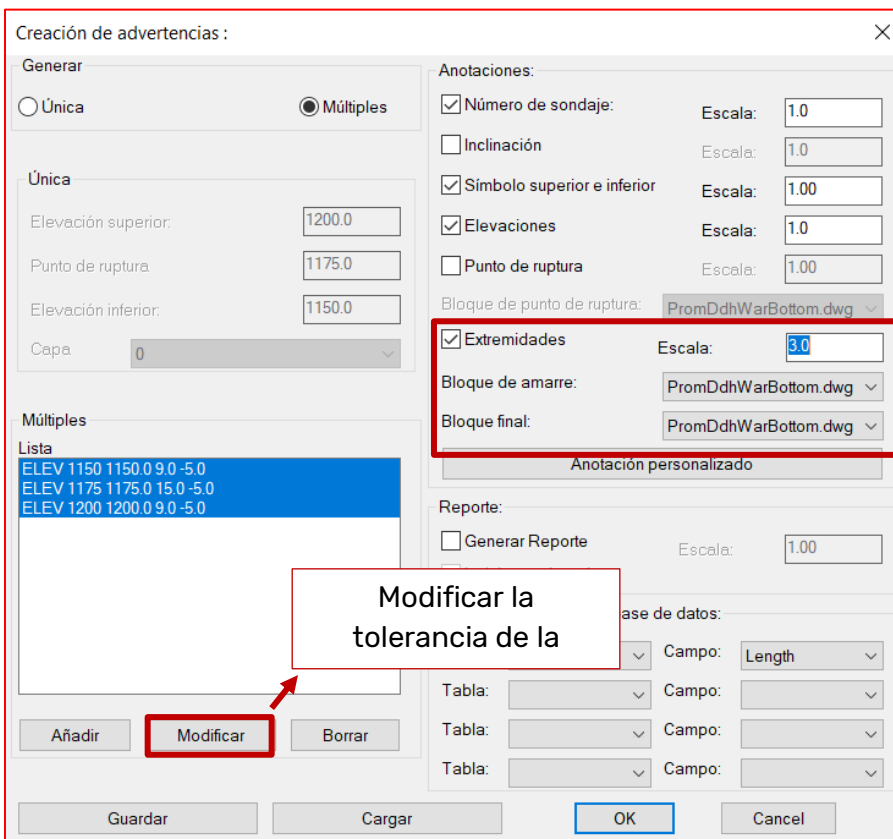 Creación de advertencias :
Generar
Única
Múltiples
Única
Elevación superior:
1200.0
Punto de ruptura
1175.0
Elevación inferior:
1150.0
Capa
0
Múltiples
Lista
ELEV 1150 1150.0 9.0 -5.0
ELEV 1175 1175.0 15.0 -5.0
ELEV 1200 1200.0 9.0 -5.0
Añadir
Modificar
Borrar
Anotaciones:
Número de sondaje:
Escala:
1.0
Inclinación
Escala:
1.0
Símbolo superior e inferior
Escala:
1.00
Elevaciones
Escala:
1.0
Punto de ruptura
Escala:
1.00
Bloque de punto de ruptura:
PromDdhWarBottom.dwg
Extremidades
Escala:
3.0
Bloque de amarre:
PromDdhWarBottom.dwg
Bloque final:
PromDdhWarBottom.dwg
Anotación personalizado
Reporte:
Generar Reporte
Escala:
1.00
Modificar la
tolerancia de la
ase de datos:
Campo:
Length
Tabla:
Campo:
Tabla:
Campo:
Tabla:
Campo:
Guardar
Cargar
OK
Cancel